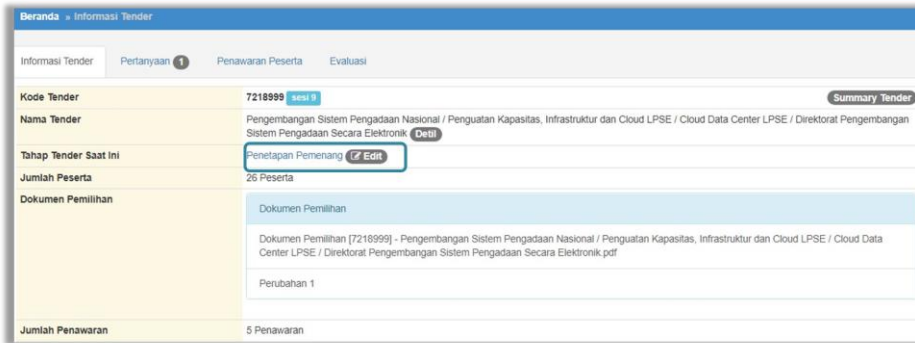 Beranda » Informasi Tender
Informasi Tender Pertanyaan 1 Penawaran Peserta Evaluasi
Kode Tender 7218999 sesi 9 Summary Tender
Nama Tender Pengembangan Sistem Pengadaan Nasional / Penguatan Kapasitas, Infrastruktur dan Cloud LPSE / Cloud Data Center LPSE / Direktorat Pengembangan
Sistem Pengadaan Secara Elektronik Detil
Tahap Tender Saat Ini Penetapan Pemenang Edit
Jumlah Peserta 26 Peserta
Dokumen Pemilihan Dokumen Pemilihan
Dokumen Pemilihan [7218999] - Pengembangan Sistem Pengadaan Nasional / Penguatan Kapasitas, Infrastruktur dan Cloud LPSE / Cloud Data
Center LPSE / Direktorat Pengembangan Sistem Pengadaan Secara Elektronik.pdf
Perubahan 1
Jumlah Penawaran 5 Penawaran